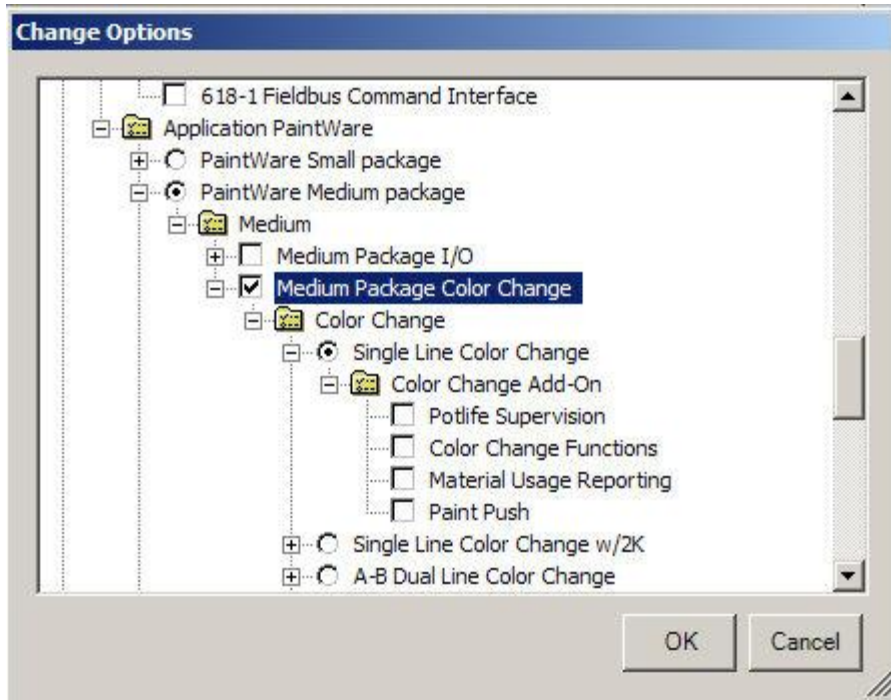 Change Options
618-1 Fieldbus Command Interface
Application PaintWare
PaintWare Small package
PaintWare Medium package
Medium
Medium Package I/O
Medium Package Color Change
Color Change
Single Line Color Change
Color Change Add-On
Potlife Supervision
Color Change Functions
Material Usage Reporting
Paint Push
Single Line Color Change w/2K
A-B Dual Line Color Change
OK Cancel